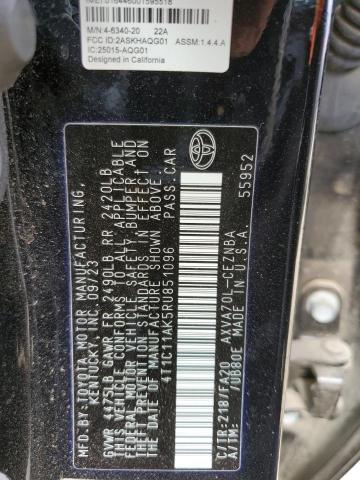 IMEI 016446001595518
M/N:4-6340-20 22A
FCC ID:2ASKHAQG01 ASSM:1.4.4.A
IC:25015-AQG01
Designed in California
MFD. BY: TOYOTA MOTOR MANUFACTURING,
KENTUCKY, INC. 09/23
GVWR 4475LB GAWR FR 2490LB RR 2420LB
THIS VEHICLE CONFORMS TO ALL APPLICABLE
FEDERAL MOTOR VEHICLE SAFETY, BUMPER, AND
THEFT PREVENTION STANDARDS IN EFFECT ON
THE DATE OF MANUFACTURE SHOWN ABOVE.
4T1C11AK5RU851096 PASS.CAR
TOYOTA
C/TR:218/FA20 AXVA70L-CEZNBA
A/TM: /UB80E MADE IN U.S.A. 55952